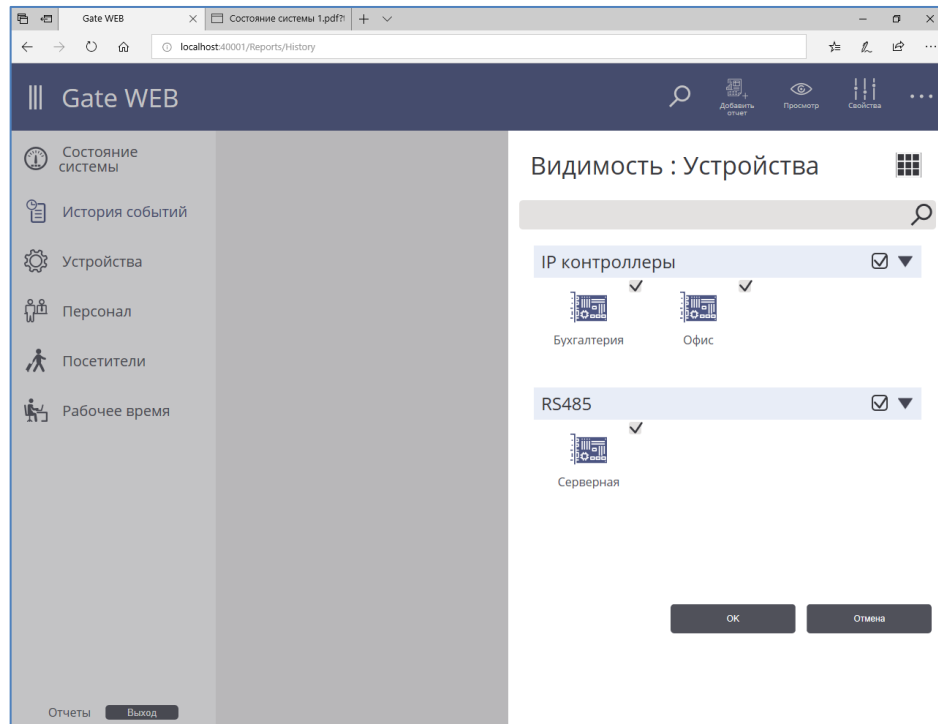 Gate WEB
Состояние системы 1.pdf?!
localhost:40001/Reports/History
Gate WEB
Добавить
отчет
Просмотр
Свойства
Состояние
системы
История событий
Устройства
Персонал
Посетители
Рабочее время
Видимость : Устройства
IP контроллеры
Бухгалтерия
Офис
RS485
Серверная
OK
Отмена
Отчеты
Выход